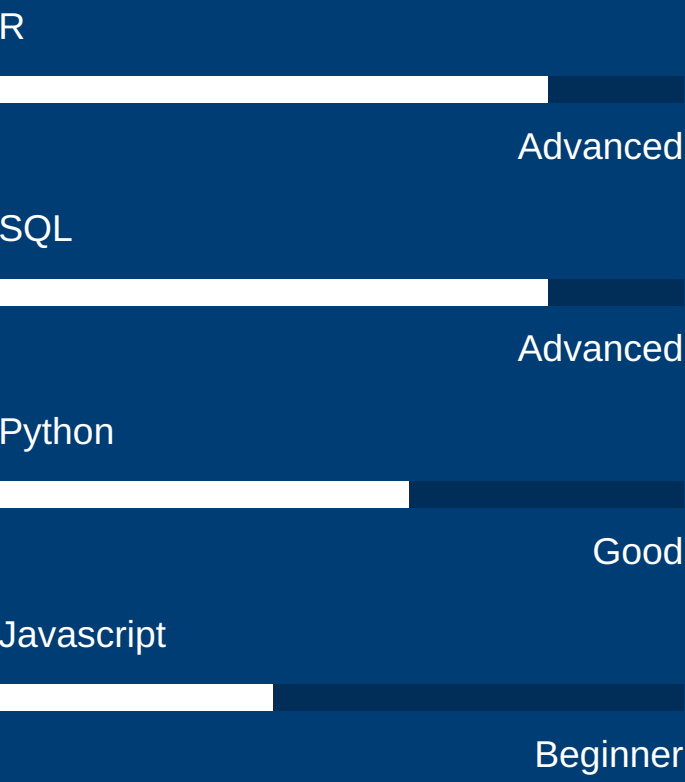 R
Advanced
SQL
Advanced
Python
Good
Javascript
Beginner